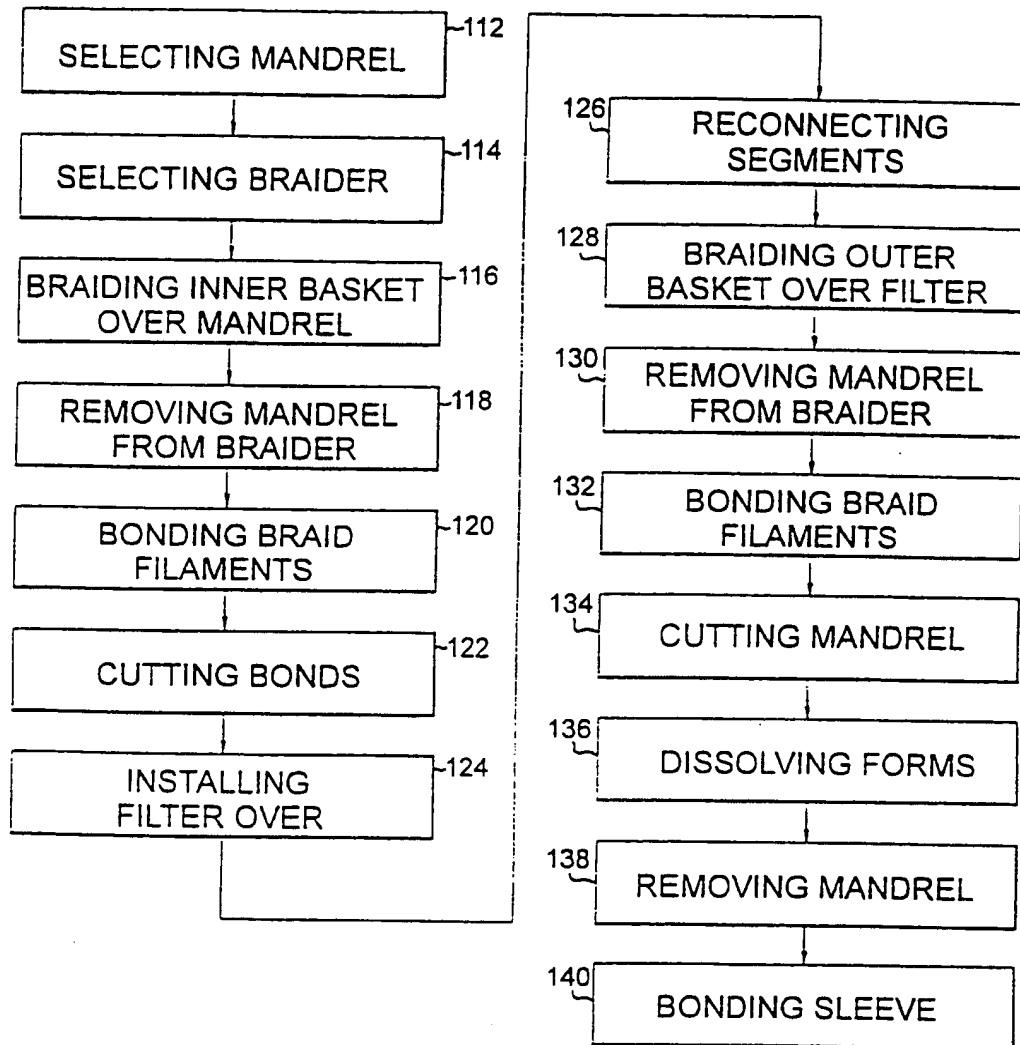 SELECTING MANDREL
112
SELECTING BRAIDER
114
BRAIDING INNER BASKET
OVER MANDREL
116
REMOVING MANDREL
FROM BRAIDER
118
BONDING BRAID
FILAMENTS
120
CUTTING BONDS
122
INSTALLING
FILTER OVER
124
126
RECONNECTING
SEGMENTS
128
BRAIDING OUTER
BASKET OVER FILTER
130
REMOVING MANDREL
FROM BRAIDER
132
BONDING BRAID
FILAMENTS
134
CUTTING MANDREL
136
DISSOLVING FORMS
138
REMOVING MANDREL
140
BONDING SLEEVE